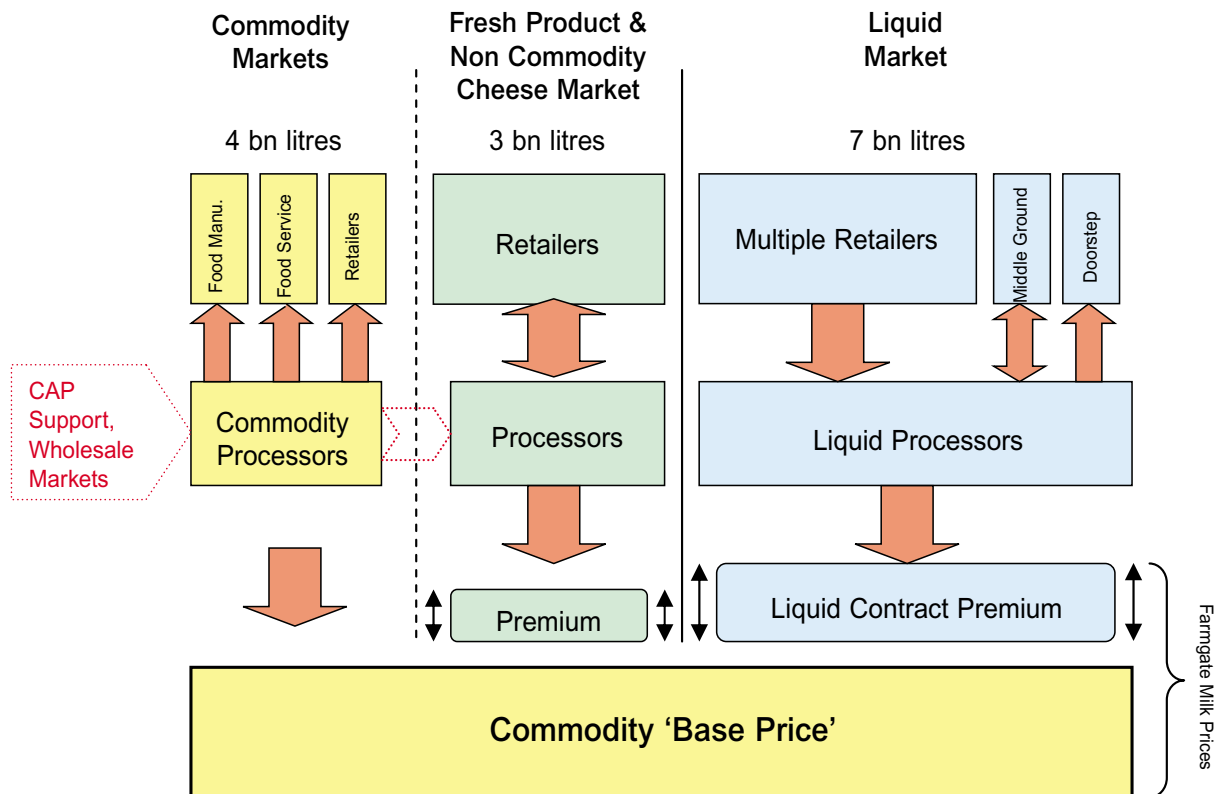 Commodity
Markets
Fresh Product &
Non Commodity
Cheese Market
Liquid
Market
4 bn litres
3 bn litres
7 bn litres
Food Manu.
Food Service
Retailers
Retailers
Multiple Retailers
Middle Ground
Doorstep
CAP
Support,
Wholesale
Markets
Commodity
Processors
Processors
Liquid Processors
Premium
Liquid Contract Premium
Farmgate Milk Prices
Commodity ‘Base Price’